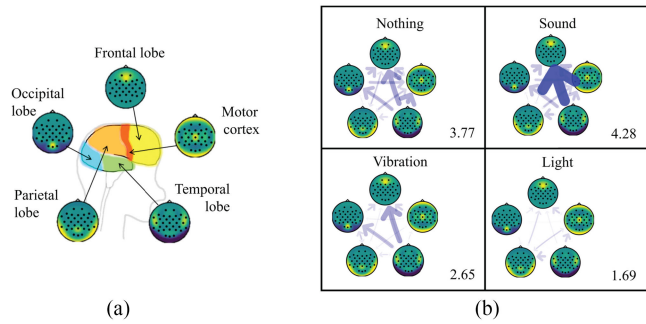 Frontal lobe
Occipital
lobe
Motor
cortex
Parietal
lobe
Temporal
lobe
(a)
Nothing
3.77
Sound
4.28
Vibration
2.65
Light
1.69
(b)